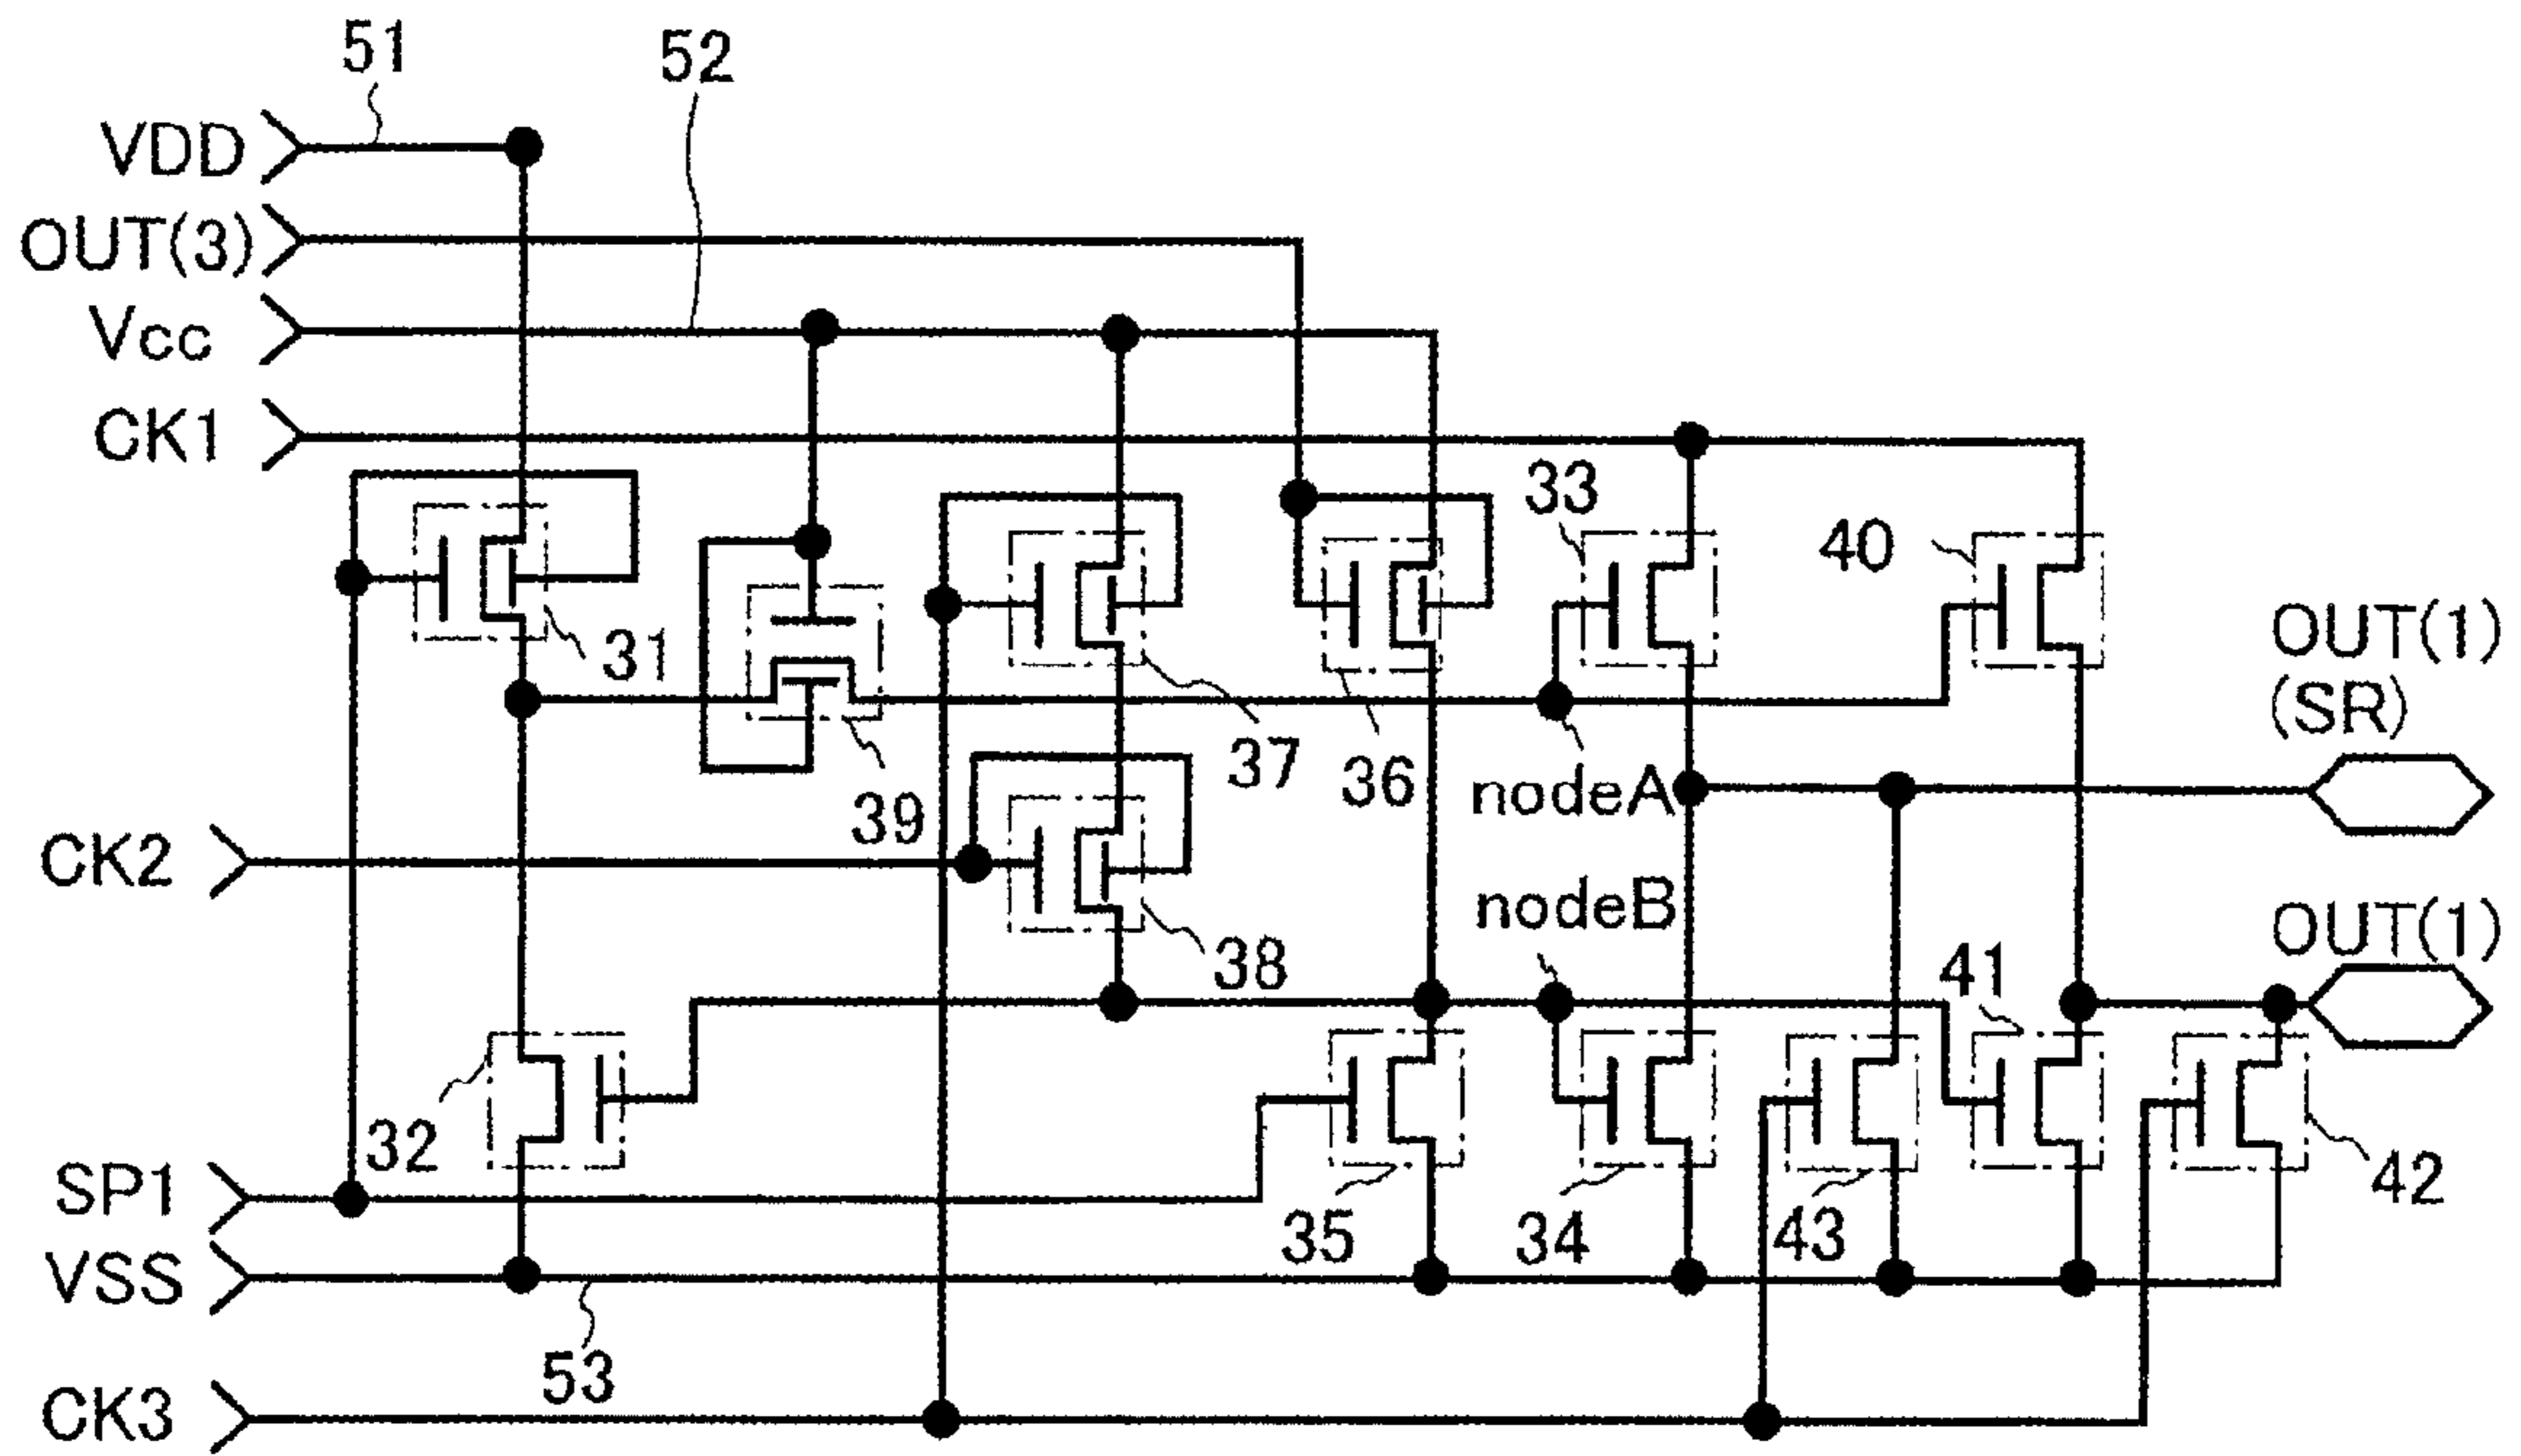 51
52
VDD
OUT(3)
Vcc
CK1
33
40
31
OUT(1)
(SR)
37
36
nodeA
39
CK2
nodeB
38
41
OUT(1)
32
SP1
35
34
43
42
VSS
53
CK3